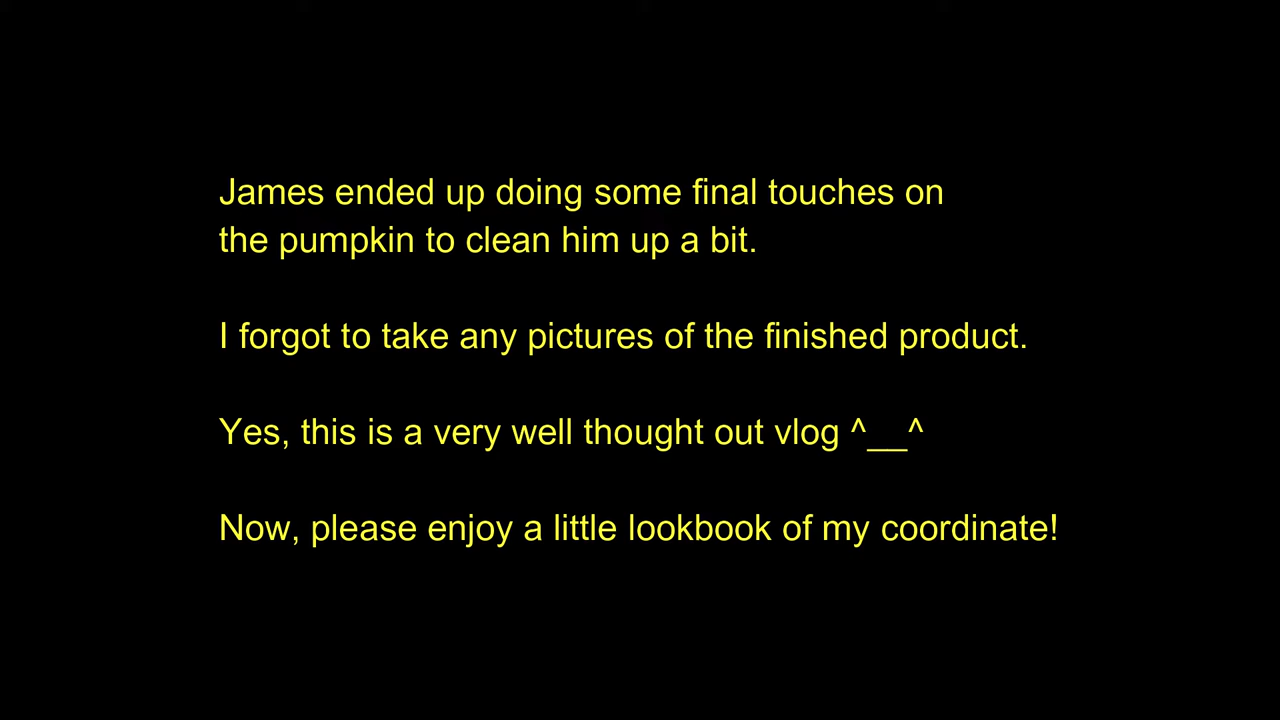 James ended up doing some final touches on
the pumpkin to clean him up a bit.
I forgot to take any pictures of the finished product.
Yes, this is a very well thought out vlog ^__^
Now, please enjoy a little lookbook of my coordinate!